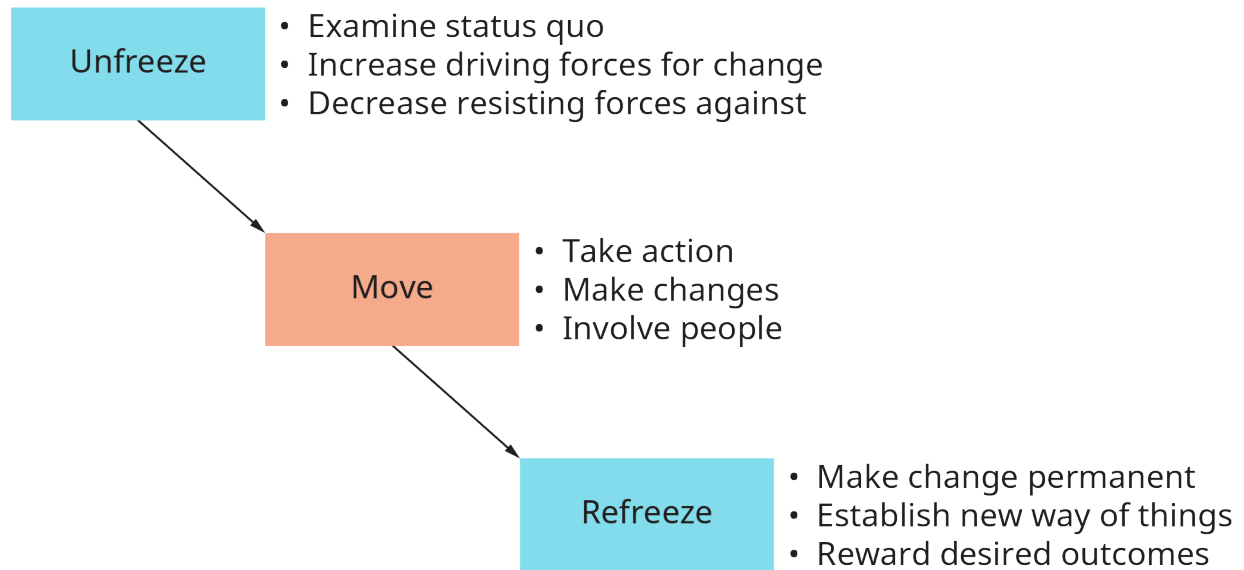 Unfreeze
• Examine status quo
• Increase driving forces for change
• Decrease resisting forces against
Move
• Take action
• Make changes
• Involve people
Refreeze
• Make change permanent
• Establish new way of things
• Reward desired outcomes